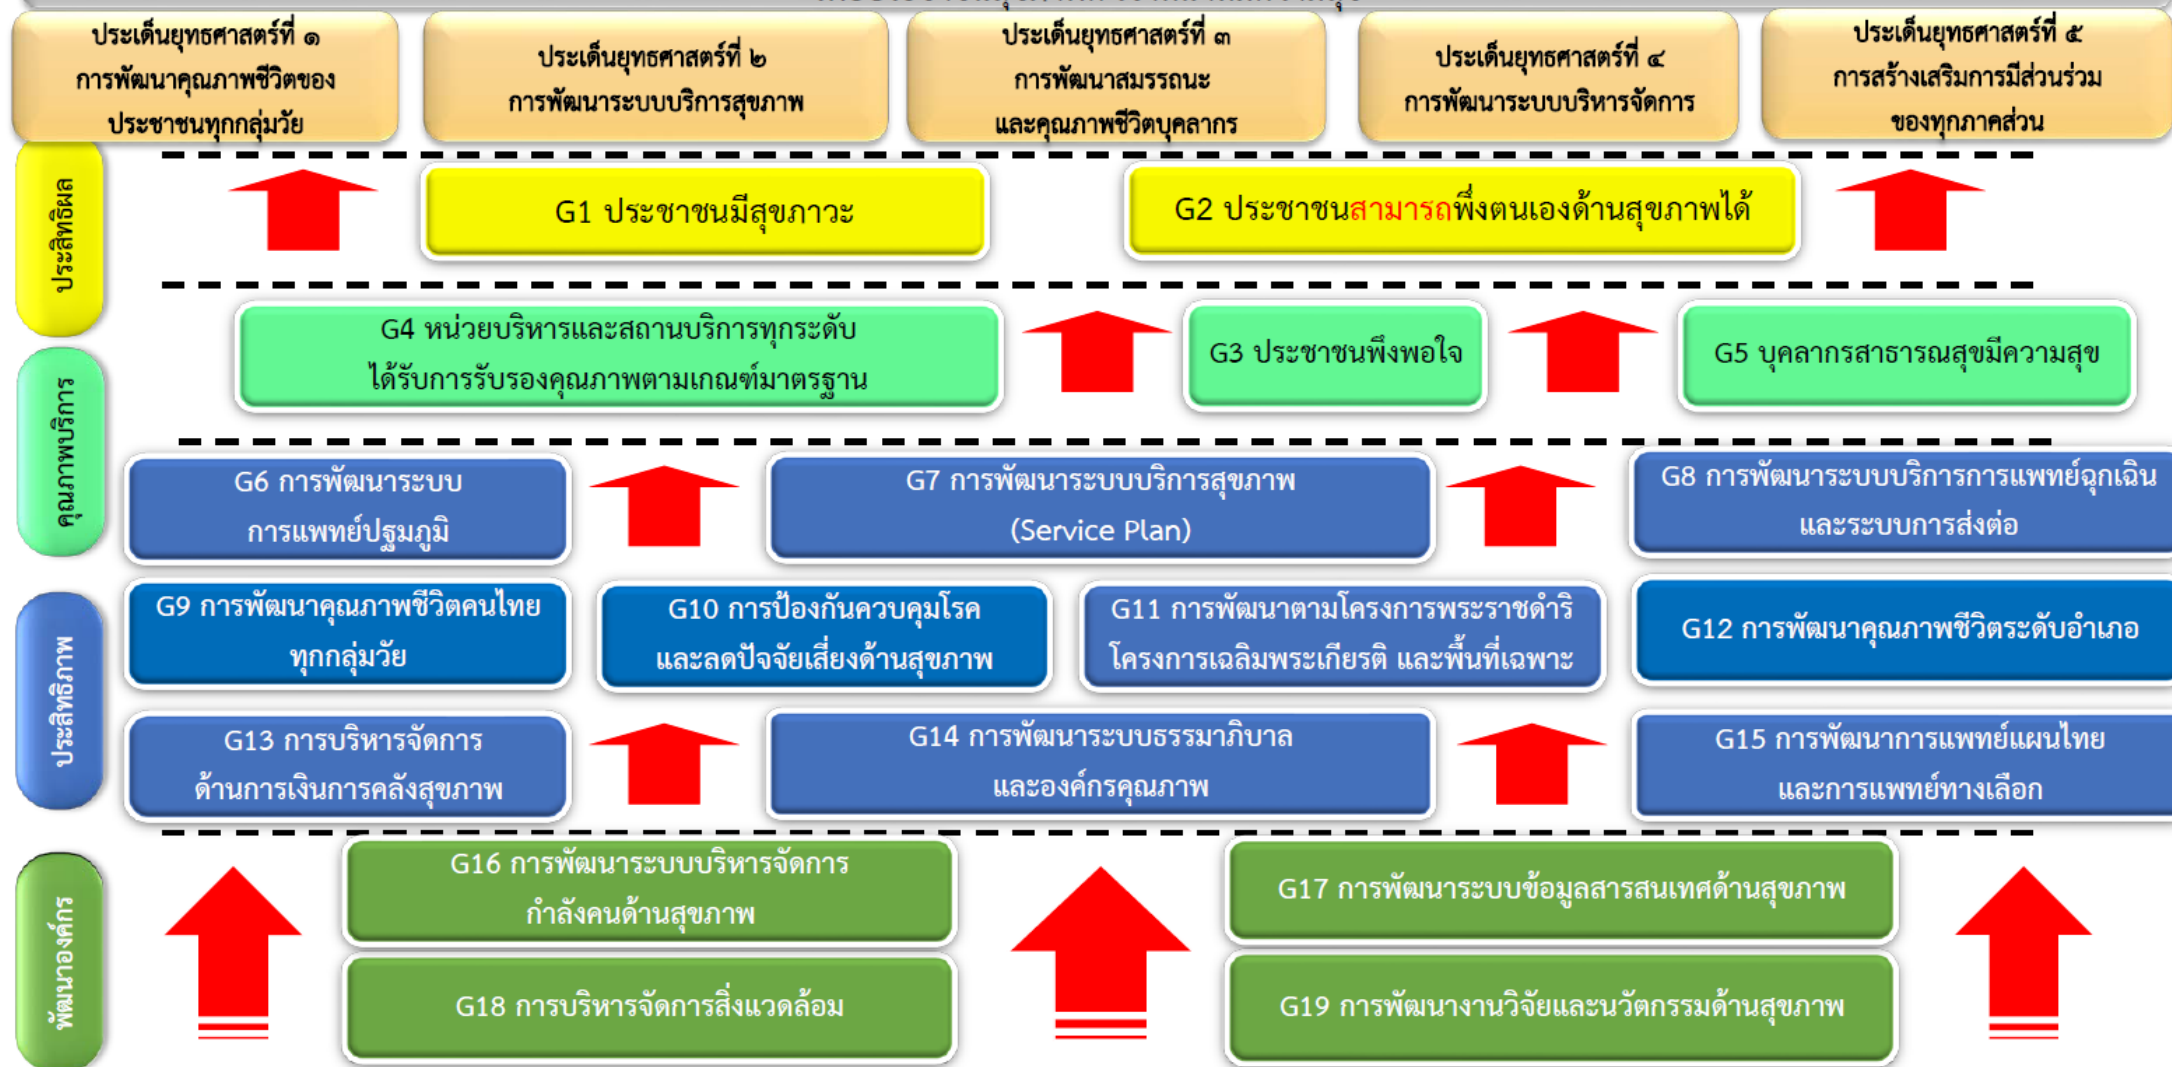 ประเด็นยุทธศาสตร์ที่ ๑
การพัฒนาคุณภาพชีวิตของ
ประชาชนทุกกลุ่มวัย
ประเด็นยุทธศาสตร์ที่ ๒
การพัฒนาระบบบริการสุขภาพ
ประเด็นยุทธศาสตร์ที่ ๓
การพัฒนาสมรรถนะ
และคุณภาพชีวิตบุคลากร
ประเด็นยุทธศาสตร์ที่ ๔
การพัฒนาระบบบริหารจัดการ
ประเด็นยุทธศาสตร์ที่ ๕
การสร้างเสริมการมีส่วนร่วม
ของทุกภาคส่วน
ประสิทธิผล
G1 ประชาชนมีสุขภาวะ
G2 ประชาชนสามารถพึ่งตนเองด้านสุขภาพได้
คุณภาพบริการ
G4 หน่วยบริหารและสถานบริการทุกระดับ
ได้รับการรับรองคุณภาพตามเกณฑ์มาตรฐาน
G3 ประชาชนพึงพอใจ
G5 บุคลากรสาธารณสุขมีความสุข
ประสิทธิภาพ
G6 การพัฒนาระบบ
การแพทย์ปฐมภูมิ
G7 การพัฒนาระบบบริการสุขภาพ
(Service Plan)
G8 การพัฒนาระบบบริการการแพทย์ฉุกเฉิน
และระบบการส่งต่อ
G9 การพัฒนาคุณภาพชีวิตคนไทย
ทุกกลุ่มวัย
G10 การป้องกันควบคุมโรค
และลดปัจจัยเสี่ยงด้านสุขภาพ
G11 การพัฒนาตามโครงการพระราชดำริ
โครงการเฉลิมพระเกียรติ และพื้นที่เฉพาะ
G12 การพัฒนาคุณภาพชีวิตระดับอำเภอ
G13 การบริหารจัดการ
ด้านการเงินการคลังสุขภาพ
G14 การพัฒนาระบบธรรมาภิบาล
และองค์กรคุณภาพ
G15 การพัฒนาการแพทย์แผนไทย
และการแพทย์ทางเลือก
พัฒนาองค์กร
G16 การพัฒนาระบบบริหารจัดการ
กำลังคนด้านสุขภาพ
G17 การพัฒนาระบบข้อมูลสารสนเทศด้านสุขภาพ
G18 การบริหารจัดการสิ่งแวดล้อม
G19 การพัฒนางานวิจัยและนวัตกรรมด้านสุขภาพ